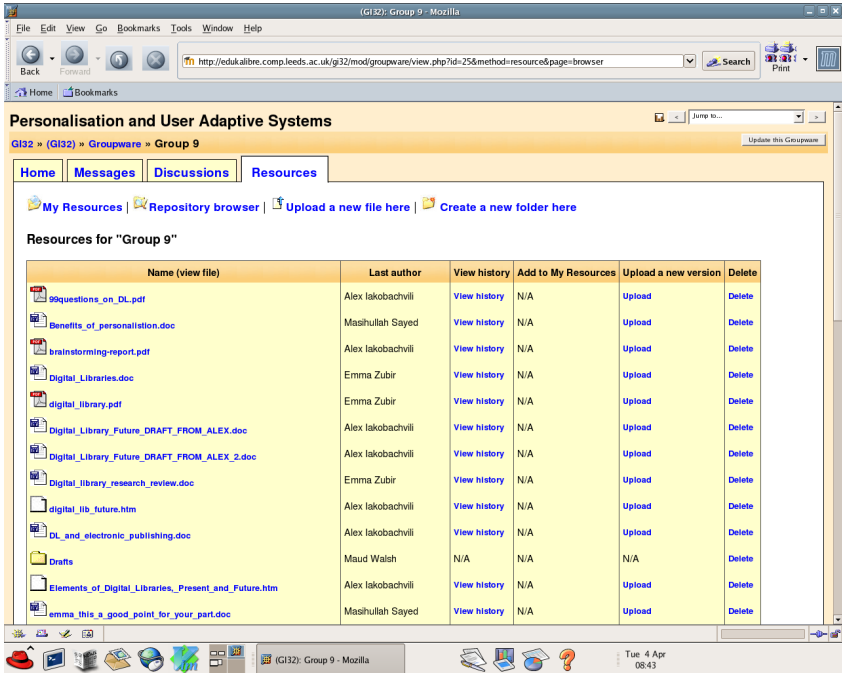 (GI32): Group 9 - Mozilla
File Edit View Go Bookmarks Tools Window Help
Back Forward http://edukalibre.comp.leeds.ac.uk/gi32/mod/groupware/view.php?id=25&method=resource&page=browser Search Print
Home Bookmarks
Personalisation and User Adaptive Systems < Jump to... >
GI32 » (GI32) » Groupware » Group 9 Update this Groupware
Home Messages Discussions Resources
My Resources | Repository browser | Upload a new file here | Create a new folder here
Resources for "Group 9"
Name (view file) Last author View history Add to My Resources Upload a new version Delete
99questions_on_DL.pdf Alex Iakobachvili View history N/A Upload Delete
Benefits_of_personalistion.doc Masihullah Sayed View history N/A Upload Delete
brainstorming-report.pdf Alex Iakobachvili View history N/A Upload Delete
Digital_Libraries.doc Emma Zubir View history N/A Upload Delete
digital_library.pdf Emma Zubir View history N/A Upload Delete
Digital_Library_Future_DRAFT_FROM_ALEX.doc Alex Iakobachvili View history N/A Upload Delete
Digital_Library_Future_DRAFT_FROM_ALEX_2.doc Alex Iakobachvili View history N/A Upload Delete
Digital_library_research_review.doc Emma Zubir View history N/A Upload Delete
digital_lib_future.htm Alex Iakobachvili View history N/A Upload Delete
DL_and_electronic_publishing.doc Alex Iakobachvili View history N/A Upload Delete
Drafts Maud Walsh N/A N/A N/A Delete
Elements_of_Digital_Libraries,_Present_and_Future.htm Alex Iakobachvili View history N/A Upload Delete
emma_this_a_good_point_for_your_part.doc Masihullah Sayed View history N/A Upload Delete
(GI32): Group 9 - Mozilla
Tue 4 Apr
08:43